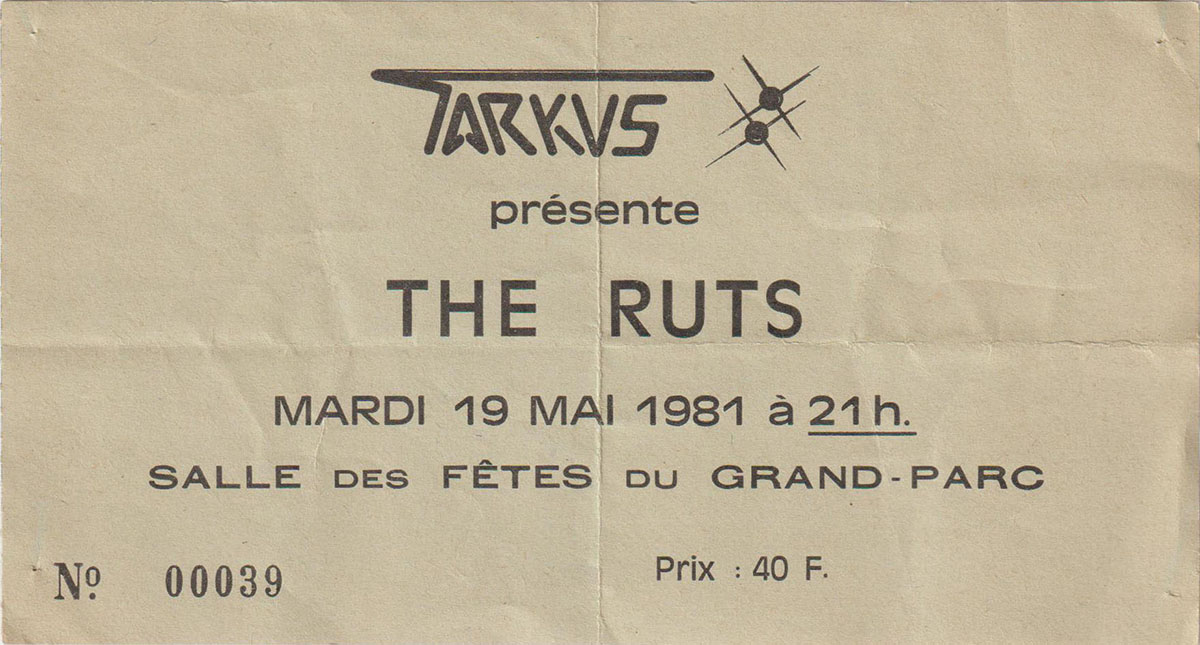 TARKUS
présente
THE RUTS
MARDI 19 MAI 1981 à 21 h.
SALLE DES FÊTES DU GRAND-PARC
Nº 00039 Prix : 40 F.